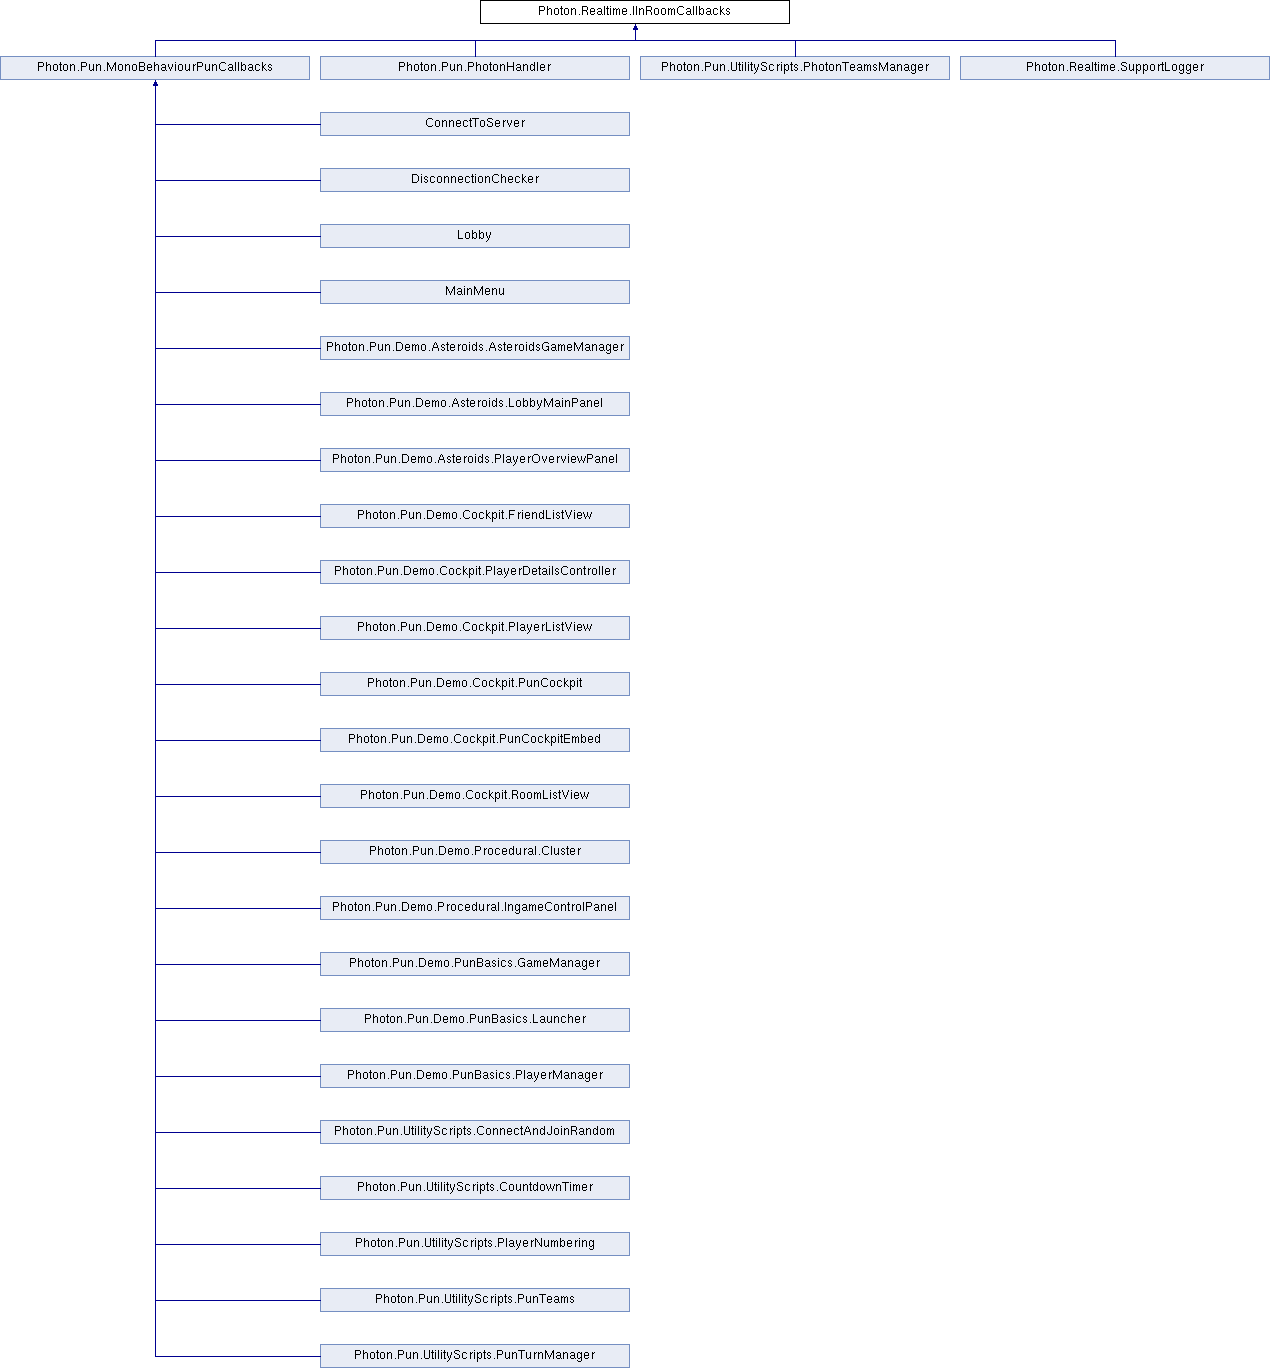 Photon.Realtime.IInRoomCallbacks
Photon.Pun.MonoBehaviourPunCallbacks
Photon.Pun.PhotonHandler
Photon.Pun.UtilityScripts.PhotonTeamsManager
Photon.Realtime.SupportLogger
ConnectToServer
DisconnectionChecker
Lobby
MainMenu
Photon.Pun.Demo.Asteroids.AsteroidsGameManager
Photon.Pun.Demo.Asteroids.LobbyMainPanel
Photon.Pun.Demo.Asteroids.PlayerOverviewPanel
Photon.Pun.Demo.Cockpit.FriendListView
Photon.Pun.Demo.Cockpit.PlayerDetailsController
Photon.Pun.Demo.Cockpit.PlayerListView
Photon.Pun.Demo.Cockpit.PunCockpit
Photon.Pun.Demo.Cockpit.PunCockpitEmbed
Photon.Pun.Demo.Cockpit.RoomListView
Photon.Pun.Demo.Procedural.Cluster
Photon.Pun.Demo.Procedural.IngameControlPanel
Photon.Pun.Demo.PunBasics.GameManager
Photon.Pun.Demo.PunBasics.Launcher
Photon.Pun.Demo.PunBasics.PlayerManager
Photon.Pun.UtilityScripts.ConnectAndJoinRandom
Photon.Pun.UtilityScripts.CountdownTimer
Photon.Pun.UtilityScripts.PlayerNumbering
Photon.Pun.UtilityScripts.PunTeams
Photon.Pun.UtilityScripts.PunTurnManager